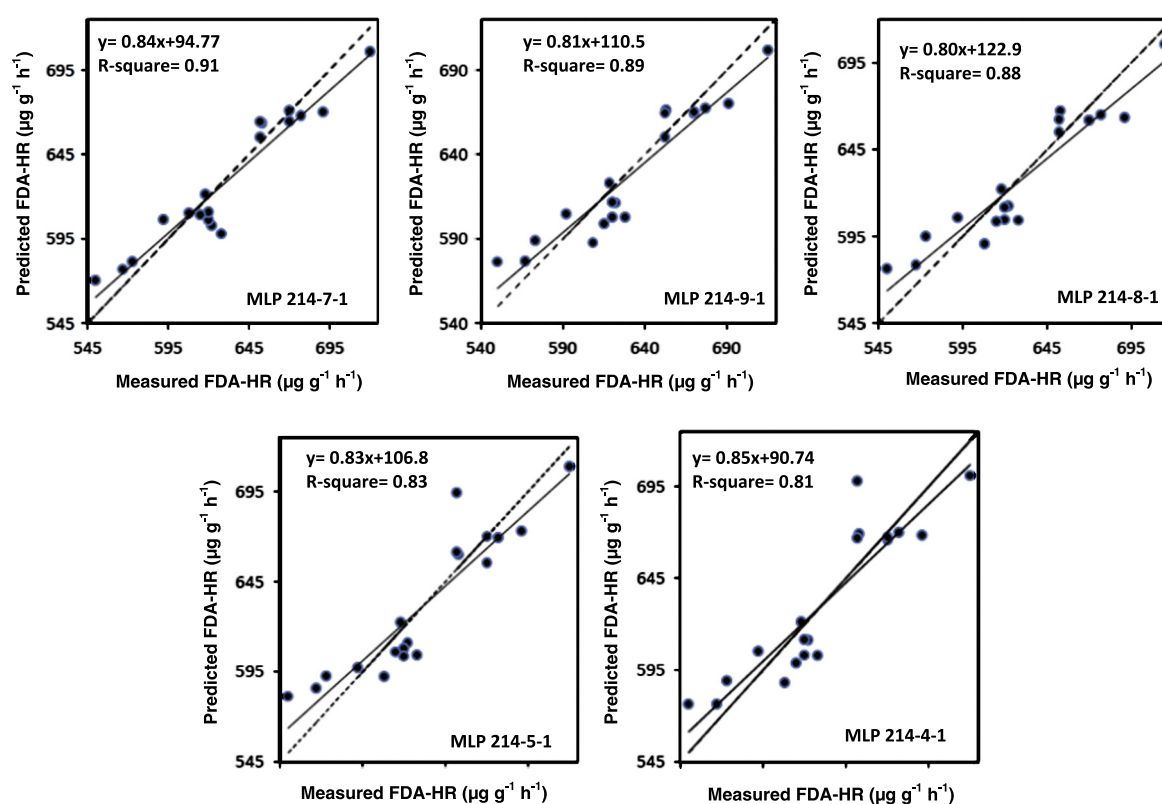 y= 0.84x+94.77
R-square= 0.91
695
645
595
545
545 595 645 695
Predicted FDA-HR (µg g⁻¹ h⁻¹)
MLP 214-7-1
Measured FDA-HR (µg g⁻¹ h⁻¹)
y= 0.81x+110.5
R-square= 0.89
690
640
590
540
540 590 640 690
Predicted FDA-HR (µg g⁻¹ h⁻¹)
MLP 214-9-1
Measured FDA-HR (µg g⁻¹ h⁻¹)
y= 0.80x+122.9
R-square= 0.88
695
645
595
545
545 595 645 695
Predicted FDA-HR (µg g⁻¹ h⁻¹)
MLP 214-8-1
Measured FDA-HR (µg g⁻¹ h⁻¹)
y= 0.83x+106.8
R-square= 0.83
695
645
595
545
Predicted FDA-HR (µg g⁻¹ h⁻¹)
MLP 214-5-1
Measured FDA-HR (µg g⁻¹ h⁻¹)
y= 0.85x+90.74
R-square= 0.81
695
645
595
545
Predicted FDA-HR (µg g⁻¹ h⁻¹)
MLP 214-4-1
Measured FDA-HR (µg g⁻¹ h⁻¹)